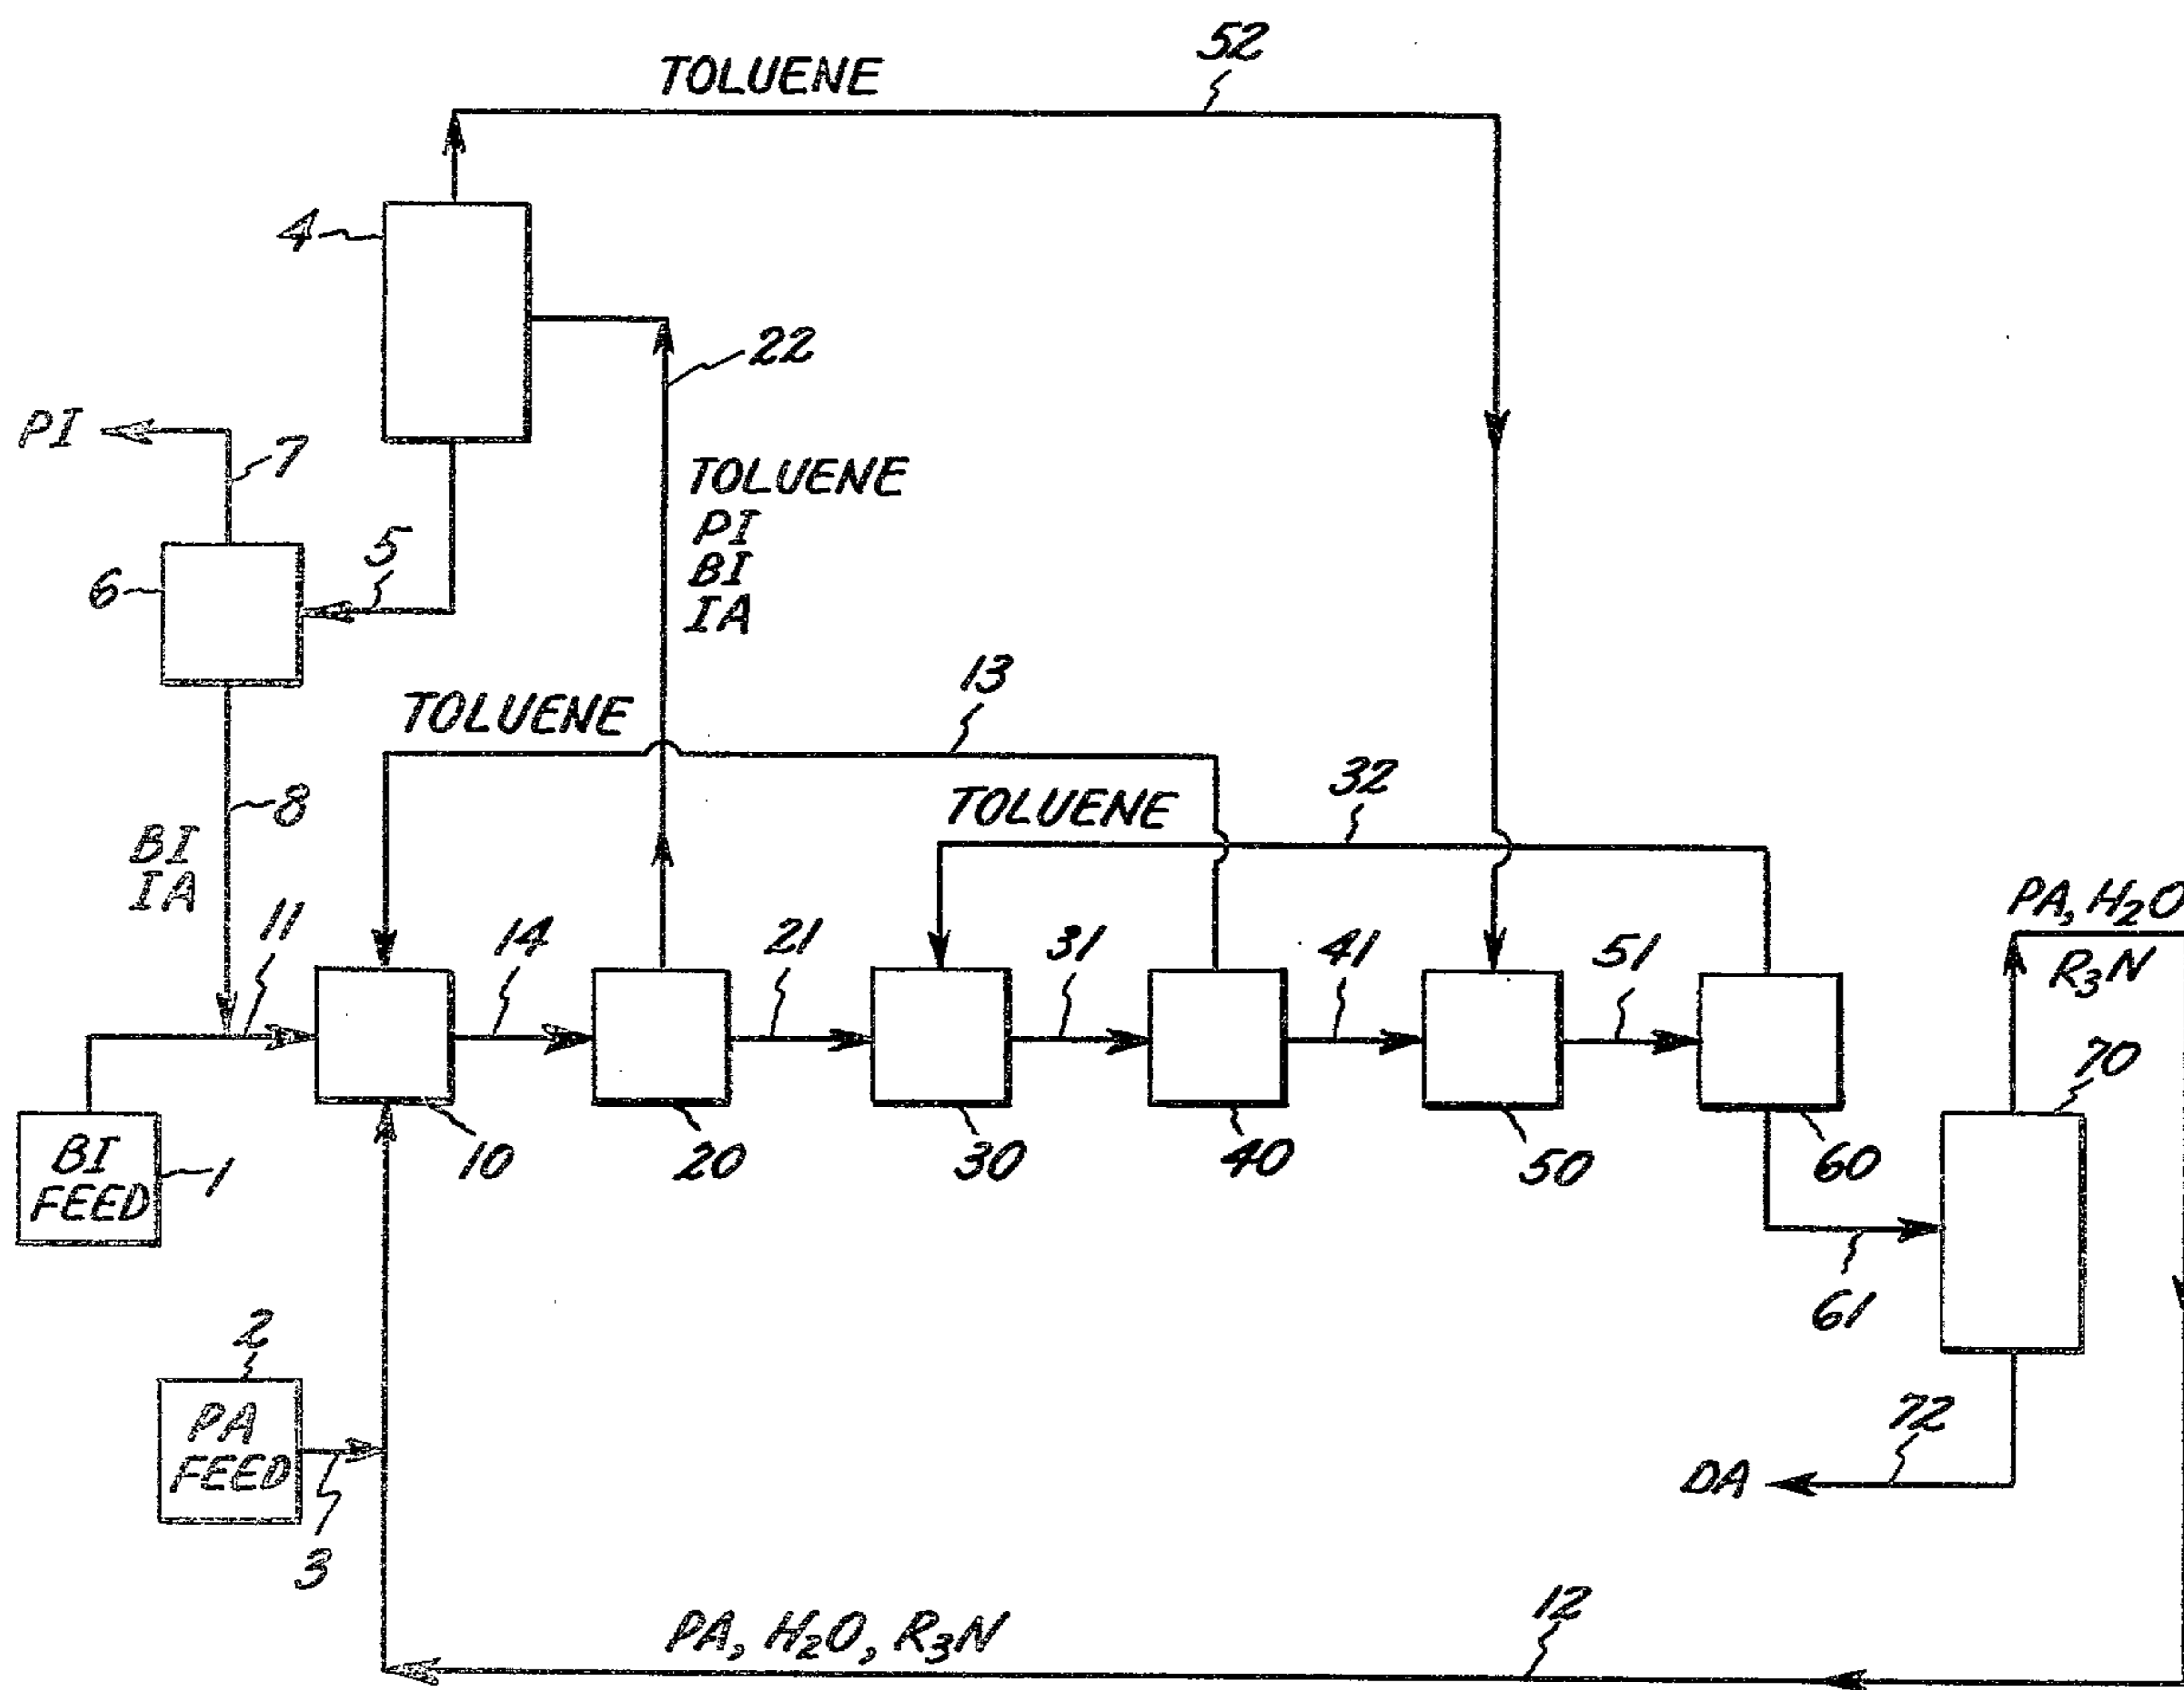 52
TOLUENE
4
22
PI
7
TOLUENE
PI
BI
IA
5
6
13
TOLUENE
32
TOLUENE
8
BI
IA
11
14
21
31
41
51
PA, H₂O
R₃N
70
10
20
30
40
50
60
BI
FEED
1
61
2
PA
FEED
72
DA
3
12
PA, H₂O, R₃N